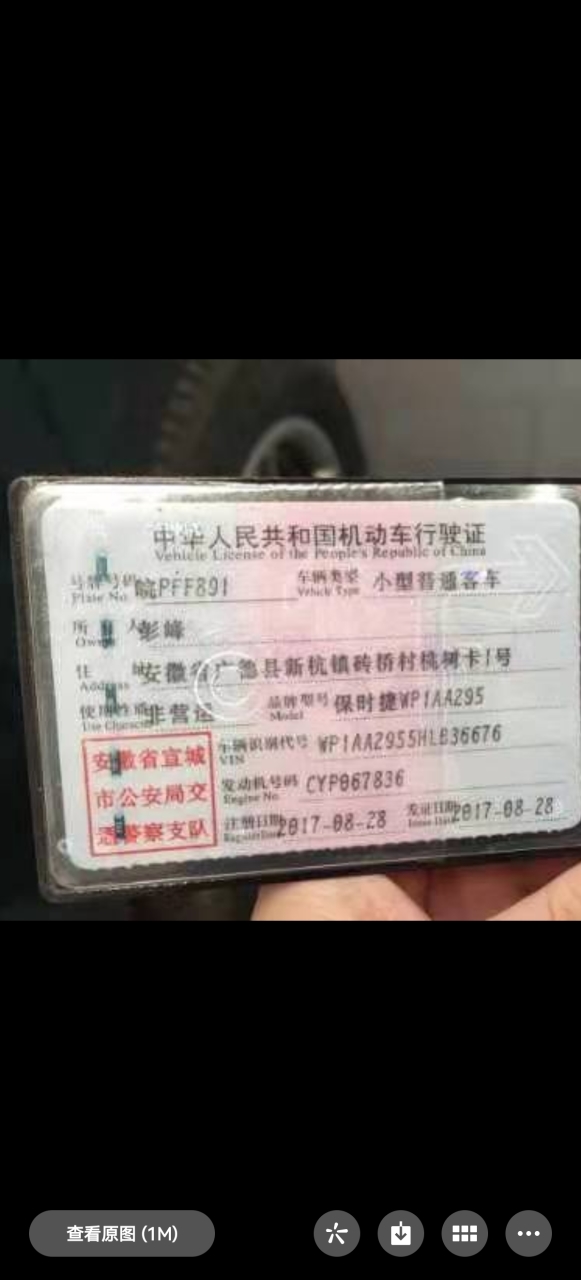 中华人民共和国机动车行驶证
Vehicle License of the People's Republic of China
号牌号码 皖PFF891 车辆类型 小型普通客车
Plate No. Vehicle Type
所 人 彭峰
Owner
住 址 安徽省广德县新杭镇砖桥村桃树卡1号
Address
使用性质 非营运 品牌型号 保时捷WP1AA295
Use Character Model
安徽省宣城
市公安局交
警察支队
车辆识别代号 WP1AA2955HLB36676
VIN
发动机号码 CYP067836
Engine No.
注册日期 2017-08-28 发证日期 2017-08-28
Register Date Issue Date
查看原图 (1M)